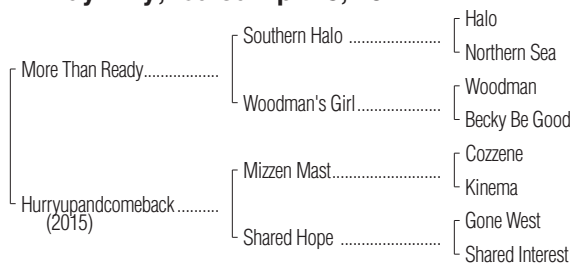 Halo
Southern Halo
Northern Sea
More Than Ready
Woodman
Woodman's Girl
Becky Be Good
Cozzene
Mizzen Mast
Kinema
Hurryupandcomeback
(2015)
Gone West
Shared Hope
Shared Interest